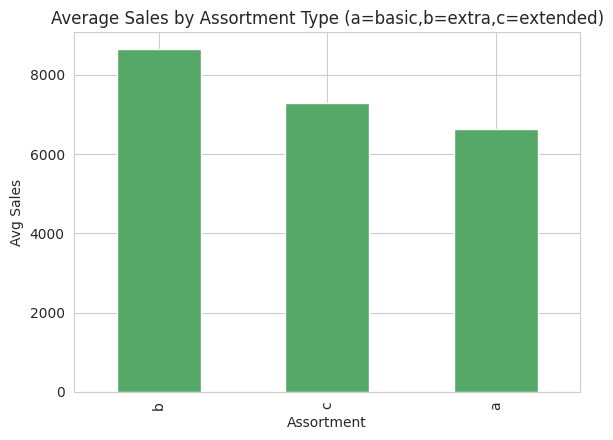 Average Sales by Assortment Type (a=basic,b=extra,c=extended)
8000
6000
4000
2000
0
Avg Sales
b
c
a
Assortment